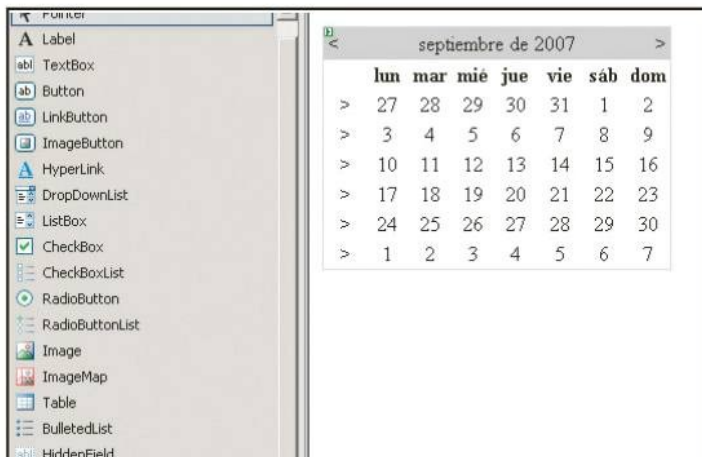 Pointer
Label
TextBox
Button
LinkButton
ImageButton
HyperLink
DropDownList
ListBox
CheckBox
CheckBoxList
RadioButton
RadioButtonList
Image
ImageMap
Table
BulletedList
HiddenField
< septiembre de 2007 >
lun mar mié jue vie sáb dom
> 27 28 29 30 31 1 2
> 3 4 5 6 7 8 9
> 10 11 12 13 14 15 16
> 17 18 19 20 21 22 23
> 24 25 26 27 28 29 30
> 1 2 3 4 5 6 7